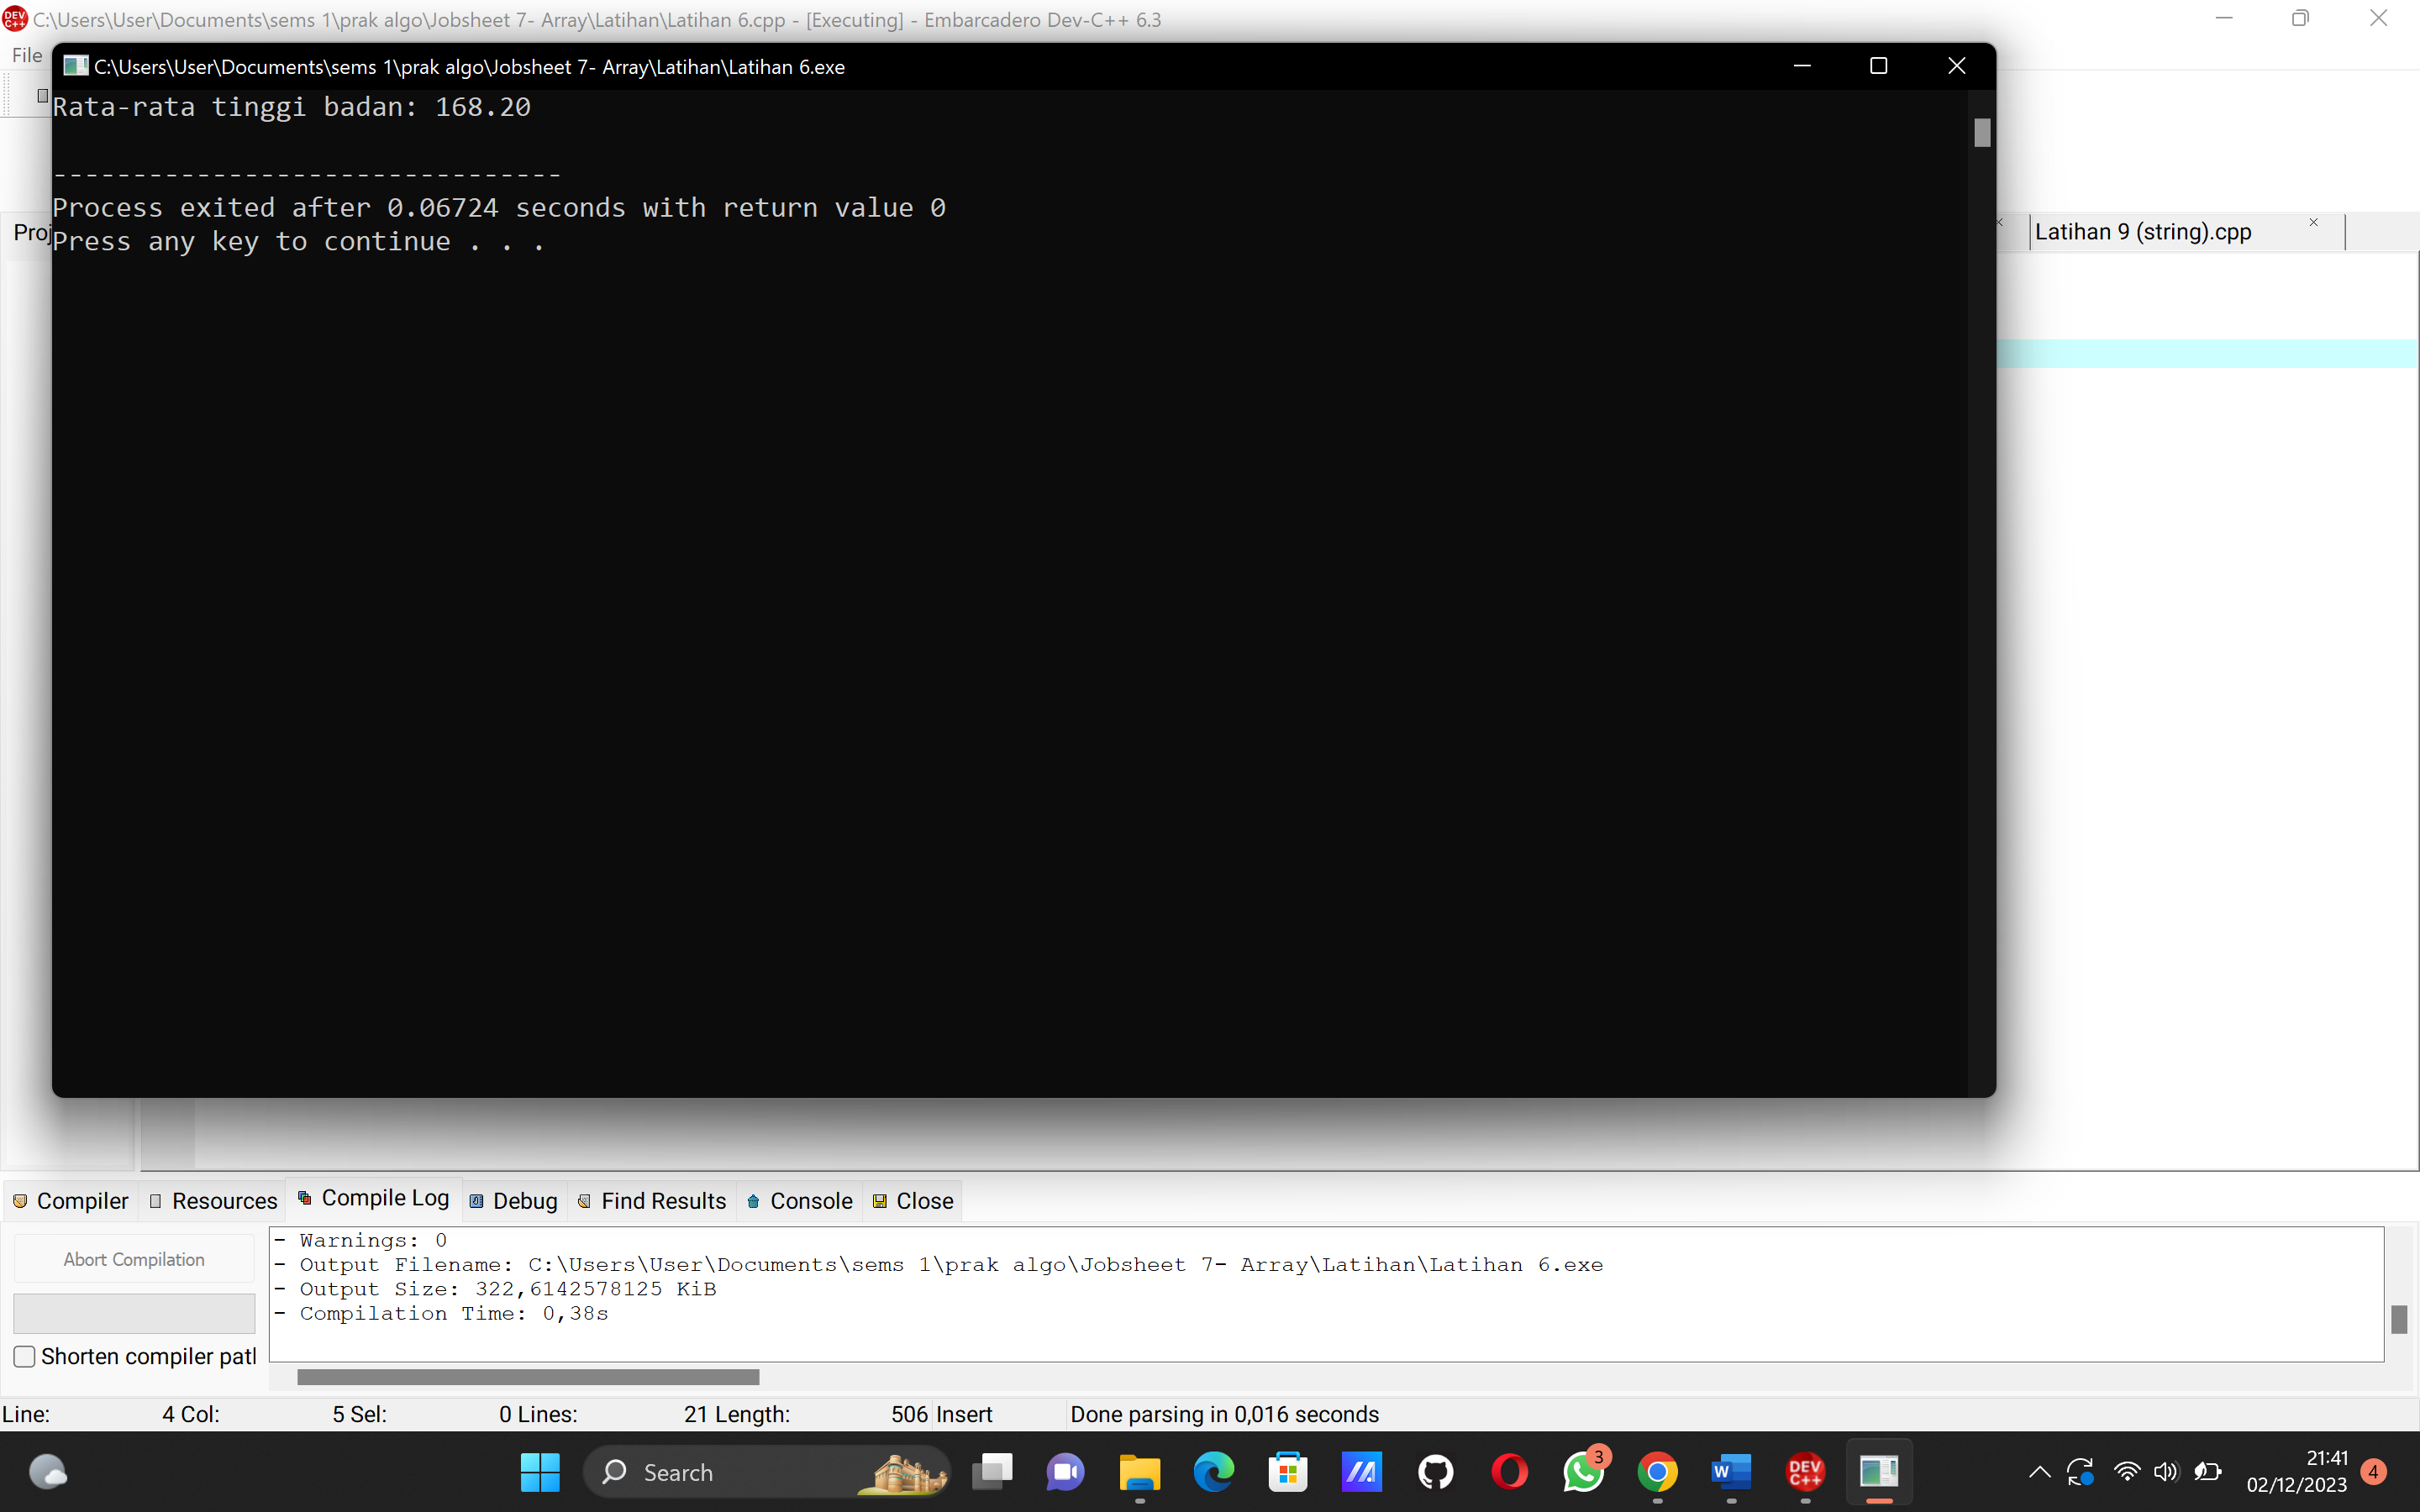 C:\Users\User\Documents\sems 1\prak algo\Jobsheet 7- Array\Latihan\Latihan 6.cpp - [Executing] - Embarcadero Dev-C++ 6.3
File
C:\Users\User\Documents\sems 1\prak algo\Jobsheet 7- Array\Latihan\Latihan 6.exe
Rata-rata tinggi badan: 168.20
--------------------------------
Process exited after 0.06724 seconds with return value 0
Press any key to continue . . .
Proj
Latihan 9 (string).cpp
Compiler Resources Compile Log Debug Find Results Console Close
Abort Compilation
Shorten compiler path
- Warnings: 0
- Output Filename: C:\Users\User\Documents\sems 1\prak algo\Jobsheet 7- Array\Latihan\Latihan 6.exe
- Output Size: 322,6142578125 KiB
- Compilation Time: 0,38s
Line: 4 Col: 5 Sel: 0 Lines: 21 Length: 506 Insert Done parsing in 0,016 seconds
Search
3
W
DEV C++
21:41
02/12/2023
4